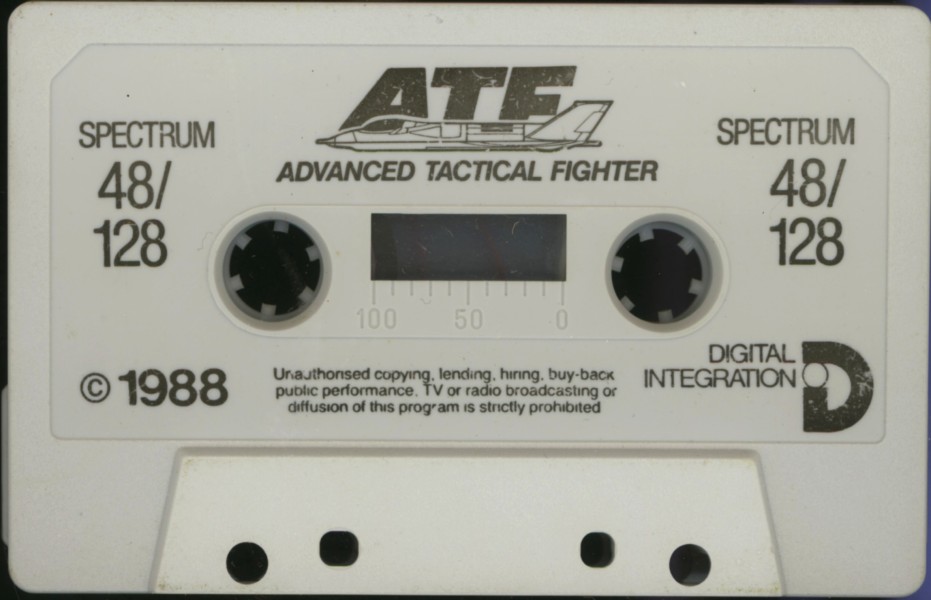 ATF
ADVANCED TACTICAL FIGHTER
SPECTRUM
48/
128
SPECTRUM
48/
128
100 50 0
© 1988
Unauthorised copying, lending, hiring, buy-back
public performance, TV or radio broadcasting or
diffusion of this program is strictly prohibited
DIGITAL
INTEGRATION
D